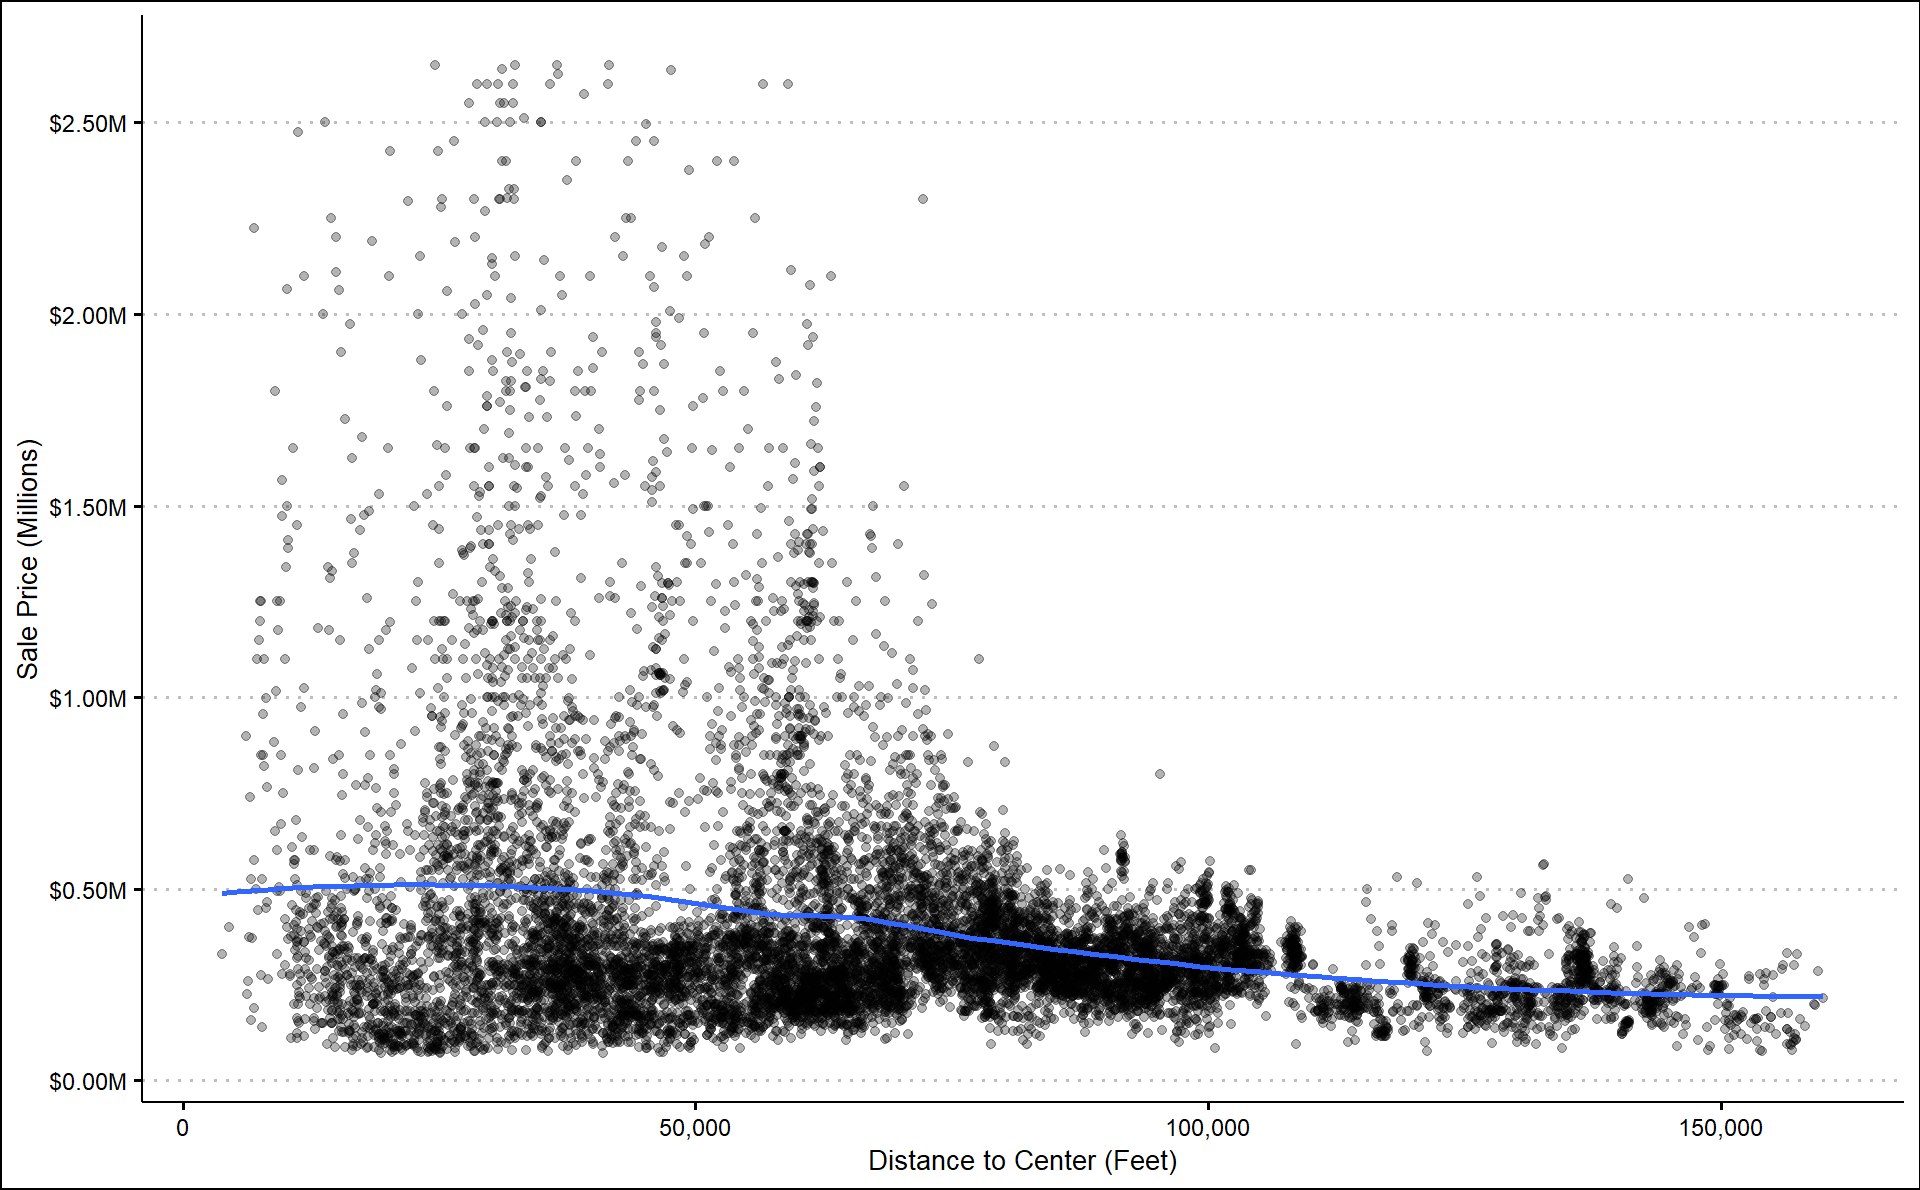 $2.50M
$2.00M
$1.50M
$1.00M
$0.50M
$0.00M
Sale Price (Millions)
0
50,000
100,000
150,000
Distance to Center (Feet)